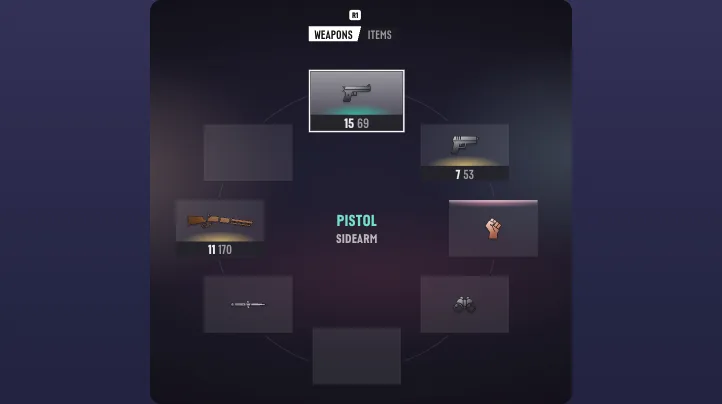 R1
WEAPONS ITEMS
15 69
7 53
11 170
PISTOL
SIDEARM